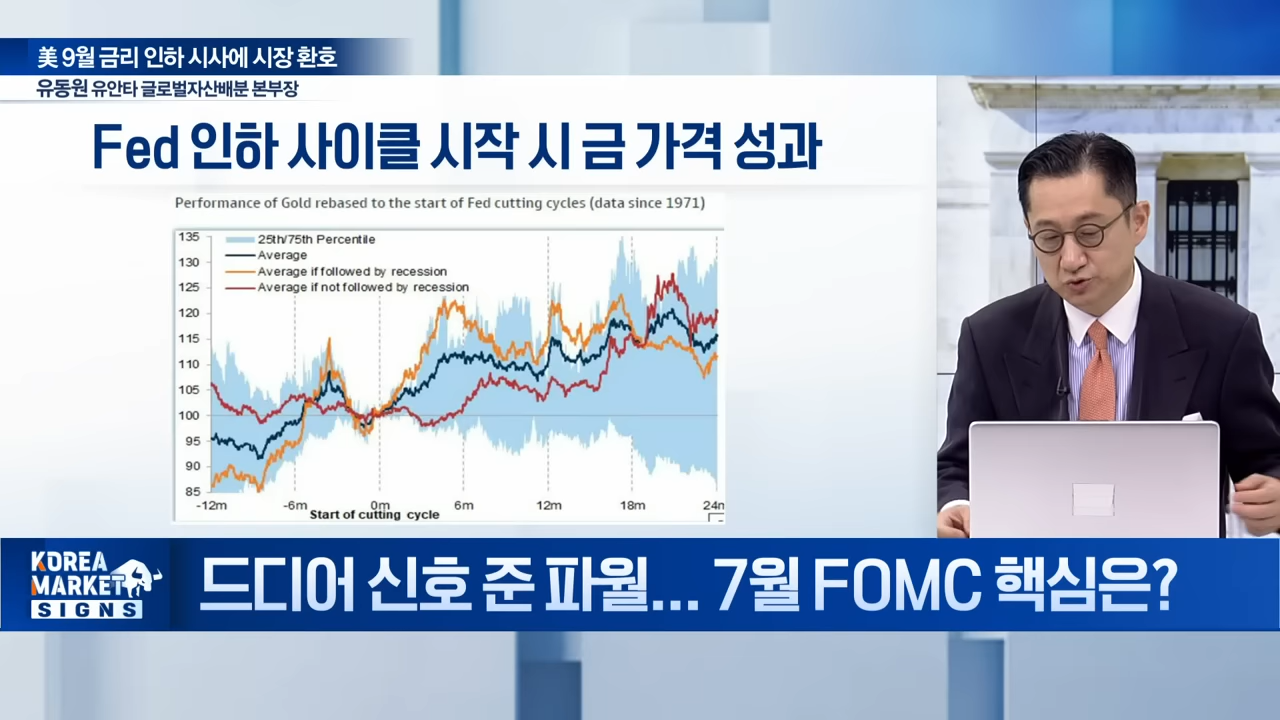 美 9월 금리 인하 시사에 시장 환호
유동원 유안타 글로벌자산배분 본부장
Fed 인하 사이클 시작 시 금 가격 성과
Performance of Gold rebased to the start of Fed cutting cycles (data since 1971)
25th/75th Percentile
Average
Average if followed by recession
Average if not followed by recession
135
130
125
120
115
110
105
100
95
90
85
-12m -6m 0m 6m 12m 18m 24m
Start of cutting cycle
KOREA
MARKET
SIGNS
드디어 신호 준 파월... 7월 FOMC 핵심은?